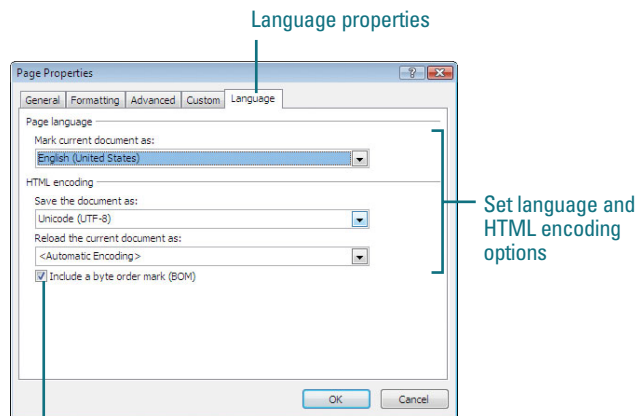 Language properties
Page Properties
General Formatting Advanced Custom Language
Page language
Mark current document as:
English (United States)
HTML encoding
Save the document as:
Unicode (UTF-8)
Reload the current document as:
<Automatic Encoding>
Include a byte order mark (BOM)
Set language and
HTML encoding
options
OK Cancel